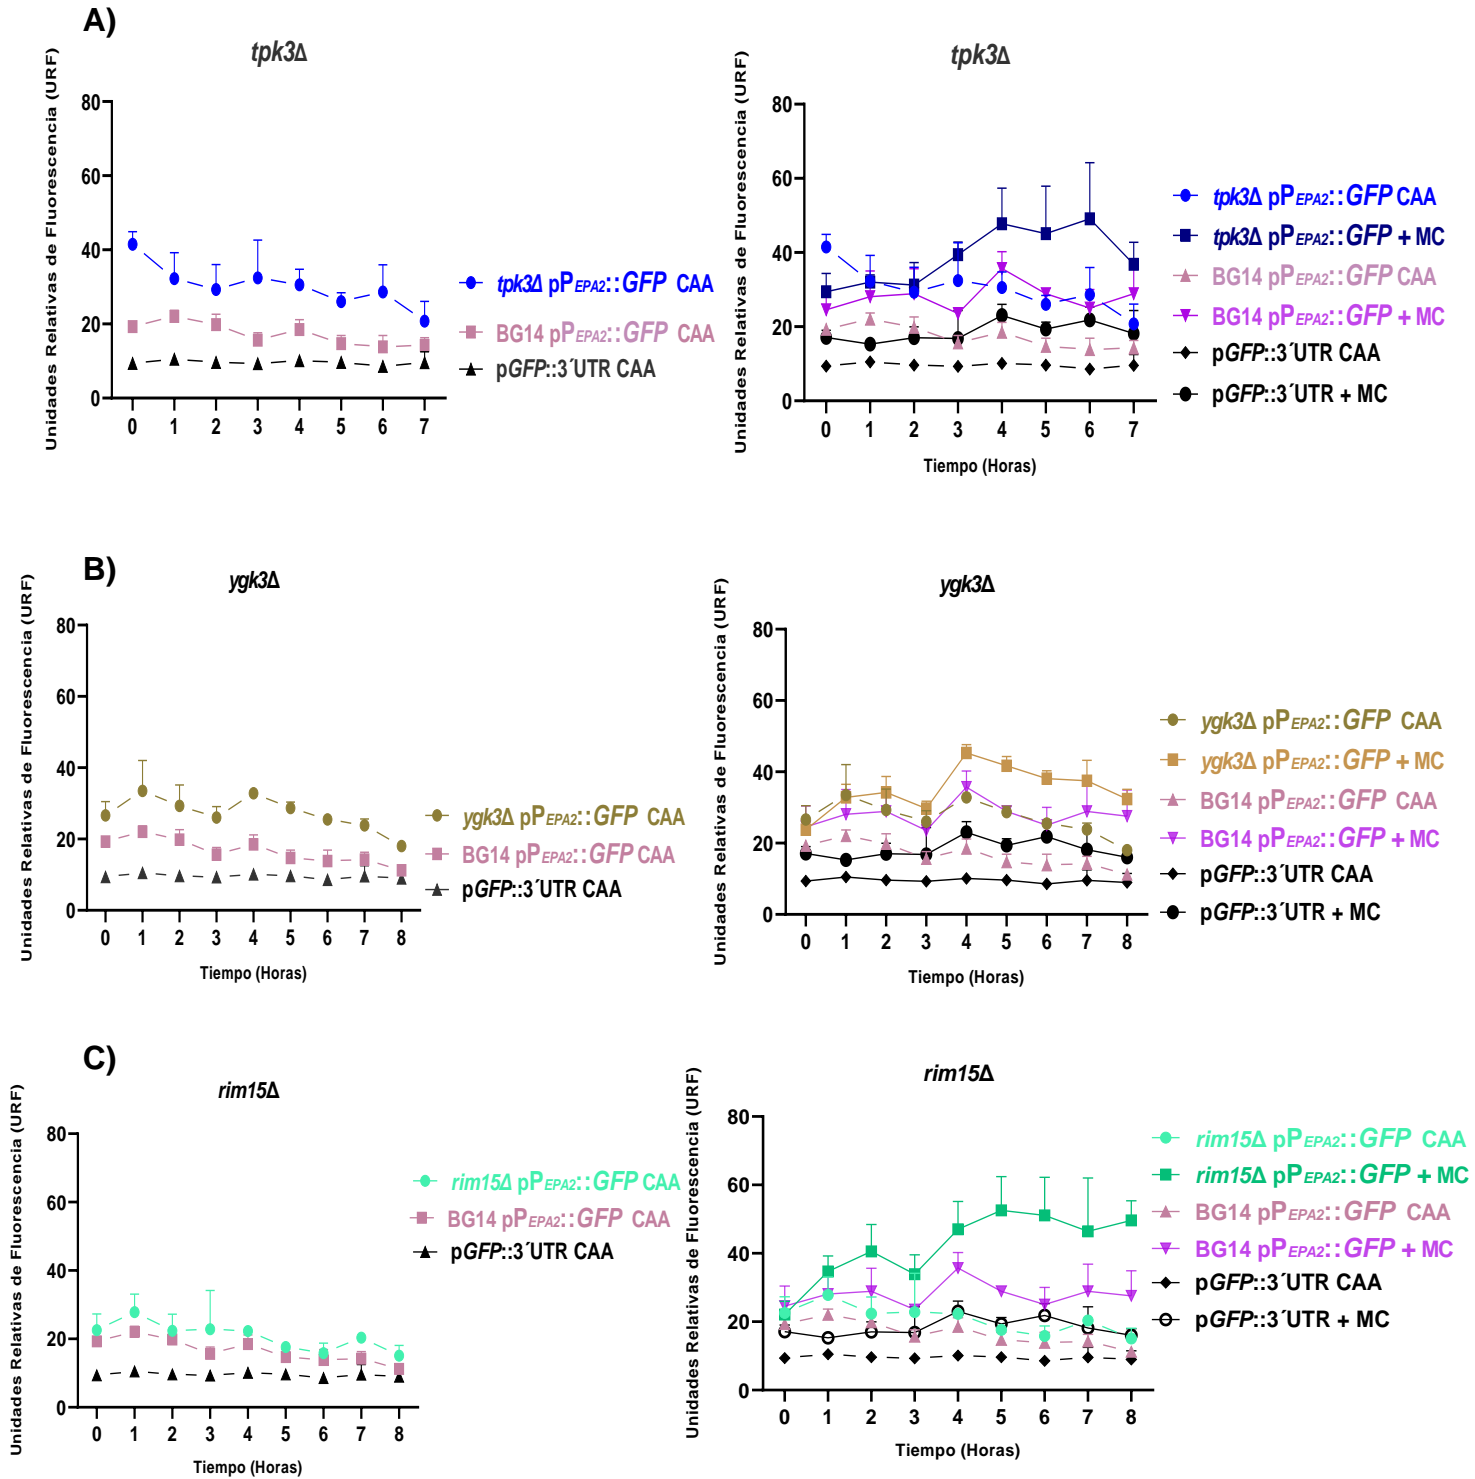 A)
tpk3Δ
Unidades Relativas de Fluorescencia (URF)
80
60
40
20
0
0 1 2 3 4 5 6 7
tpk3Δ pPEPA2::GFP CAA
BG14 pPEPA2::GFP CAA
pGFP::3´UTR CAA
tpk3Δ
Unidades Relativas de Fluorescencia (URF)
80
60
40
20
0
0 1 2 3 4 5 6 7
Tiempo (Horas)
tpk3Δ pPEPA2::GFP CAA
tpk3Δ pPEPA2::GFP + MC
BG14 pPEPA2::GFP CAA
BG14 pPEPA2::GFP + MC
pGFP::3´UTR CAA
pGFP::3´UTR + MC
B)
ygk3Δ
Unidades Relativas de Fluorescencia (URF)
80
60
40
20
0
0 1 2 3 4 5 6 7 8
Tiempo (Horas)
ygk3Δ pPEPA2::GFP CAA
BG14 pPEPA2::GFP CAA
pGFP::3´UTR CAA
ygk3Δ
Unidades Relativas de Fluorescencia (URF)
80
60
40
20
0
0 1 2 3 4 5 6 7 8
Tiempo (Horas)
ygk3Δ pPEPA2::GFP CAA
ygk3Δ pPEPA2::GFP + MC
BG14 pPEPA2::GFP CAA
BG14 pPEPA2::GFP + MC
pGFP::3´UTR CAA
pGFP::3´UTR + MC
C)
rim15Δ
Unidades Relativas de Fluorescencia (URF)
80
60
40
20
0
0 1 2 3 4 5 6 7 8
Tiempo (Horas)
rim15Δ pPEPA2::GFP CAA
BG14 pPEPA2::GFP CAA
pGFP::3´UTR CAA
rim15Δ
Unidades Relativas de Fluorescencia (URF)
80
60
40
20
0
0 1 2 3 4 5 6 7 8
Tiempo (Horas)
rim15Δ pPEPA2::GFP CAA
rim15Δ pPEPA2::GFP + MC
BG14 pPEPA2::GFP CAA
BG14 pPEPA2::GFP + MC
pGFP::3´UTR CAA
pGFP::3´UTR + MC